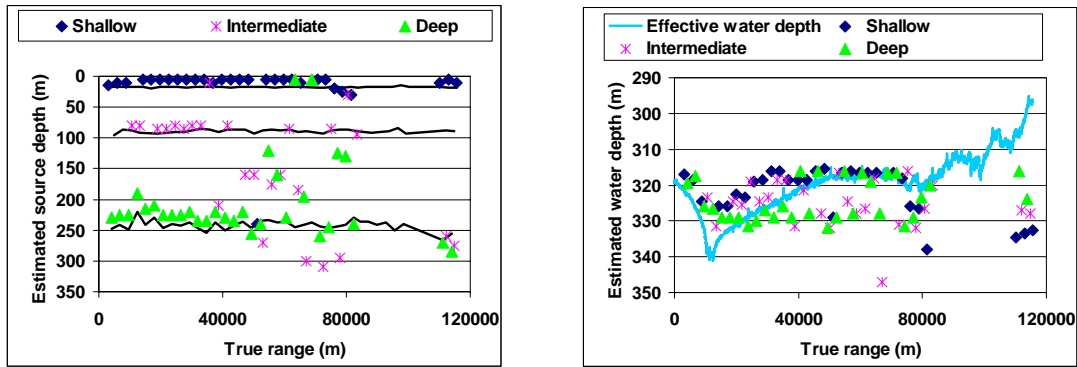 Shallow Intermediate Deep
Estimated source depth (m)
0
50
100
150
200
250
300
350
0 40000 80000 120000
True range (m)
Effective water depth Shallow
Intermediate Deep
Estimated water depth (m)
290
300
310
320
330
340
350
0 40000 80000 120000
True range (m)